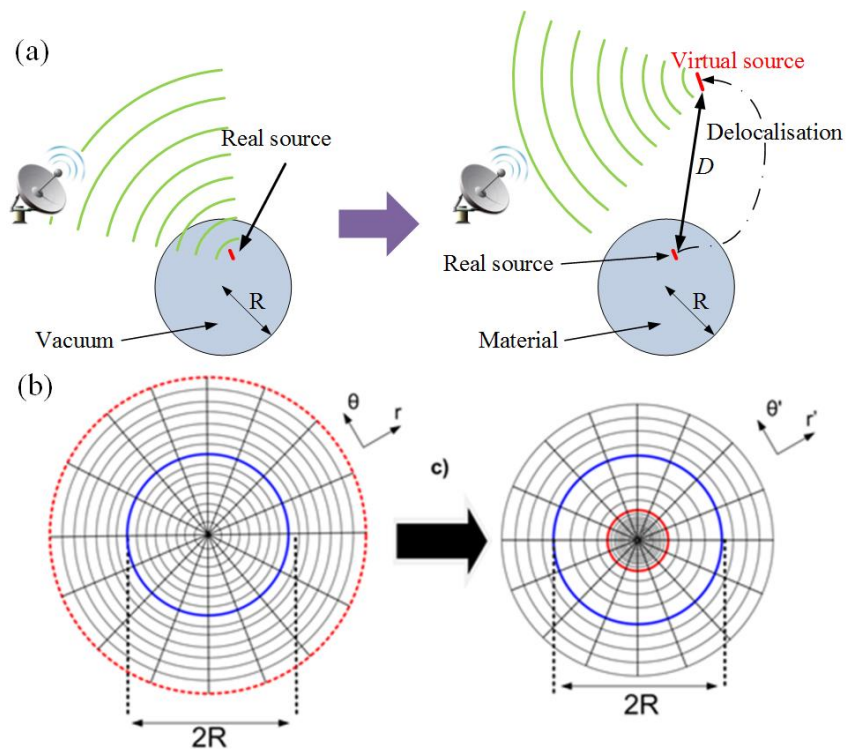 (a)
Real source
Vacuum
R
Virtual source
Delocalisation
D
Real source
R
Material
(b)
θ
r
2R
c)
θ'
r'
2R